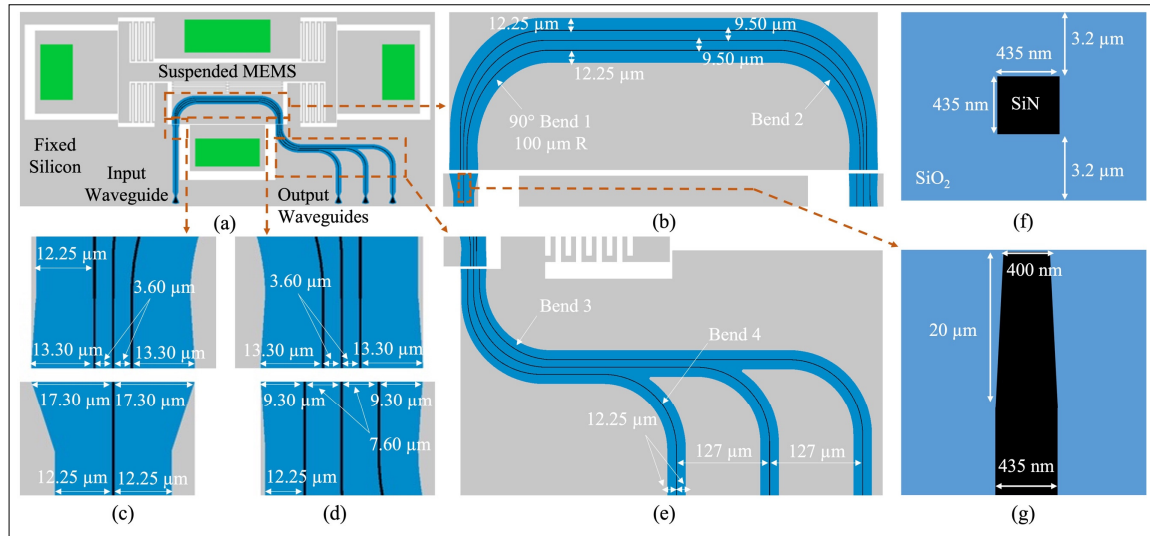 Suspended MEMS
Fixed
Silicon
Input
Waveguide
Output
Waveguides
(a)
12.25 µm
9.50 µm
9.50 µm
12.25 µm
90° Bend 1
100 µm R
Bend 2
(b)
435 nm
3.2 µm
435 nm
SiN
3.2 µm
SiO2
(f)
12.25 µm
3.60 µm
13.30 µm
13.30 µm
17.30 µm
17.30 µm
12.25 µm
12.25 µm
(c)
3.60 µm
13.30 µm
13.30 µm
9.30 µm
9.30 µm
7.60 µm
12.25 µm
(d)
Bend 3
Bend 4
12.25 µm
127 µm
127 µm
(e)
400 nm
20 µm
435 nm
(g)